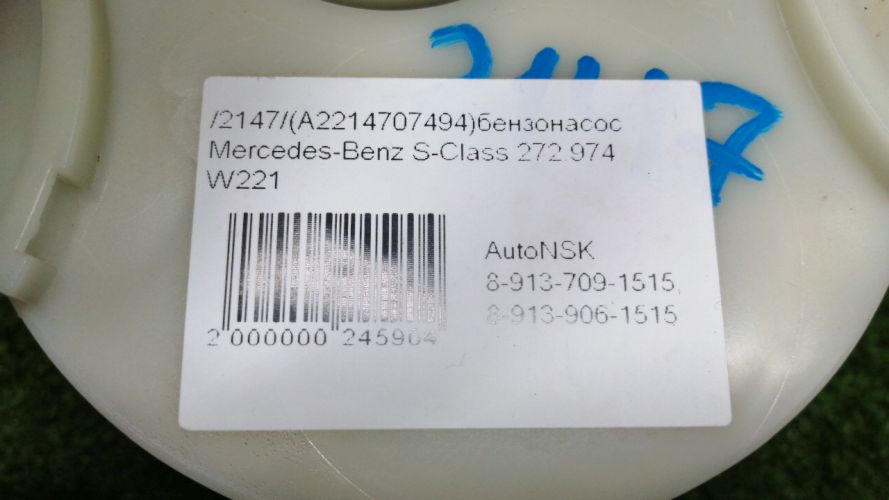 /2147/(A2214707494)бензонасос
Mercedes-Benz S-Class 272.974
W221
AutoNSK
8-913-709-1515,
8-913-906-1515
2 000000 245904